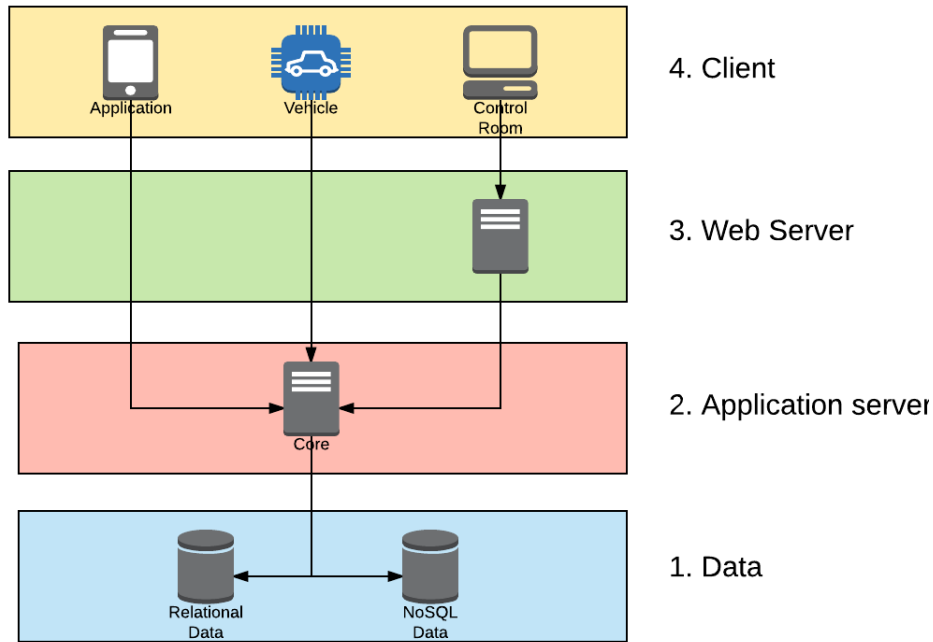 Application
Vehicle
Control
Room
4. Client
3. Web Server
Core
2. Application server
Relational
Data
NoSQL
Data
1. Data